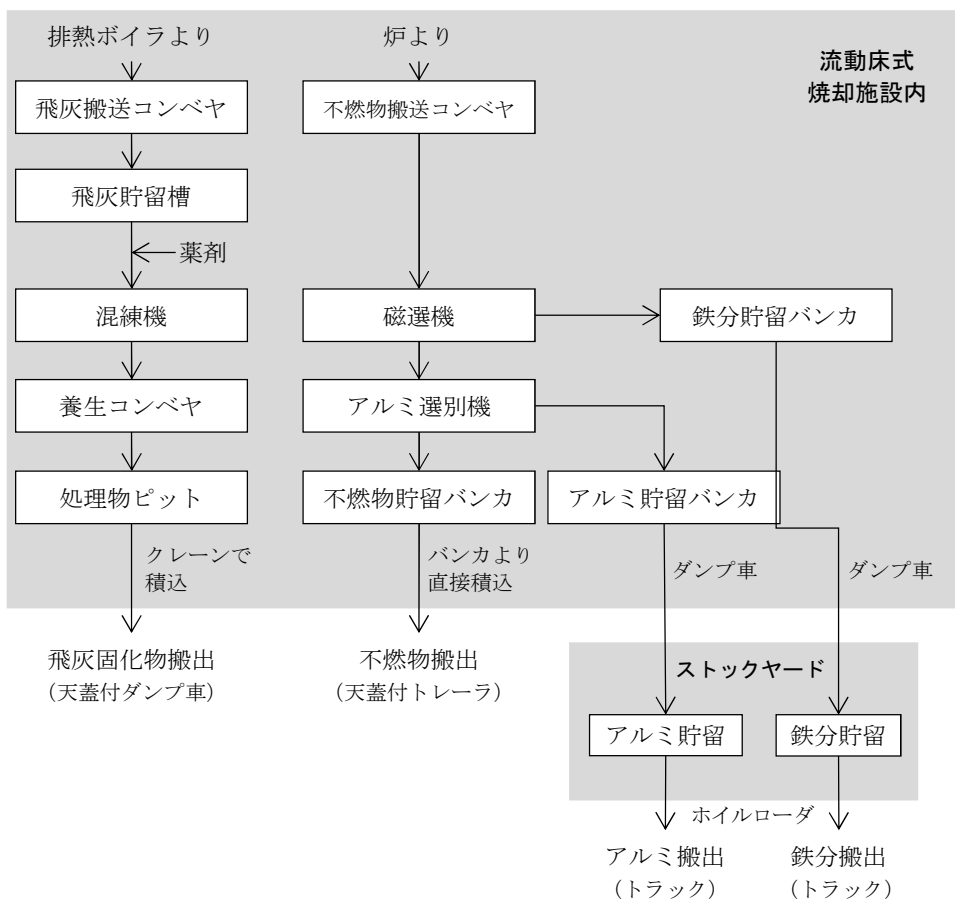 排熱ボイラより
炉より
流動床式
焼却施設内
飛灰搬送コンベヤ
不燃物搬送コンベヤ
飛灰貯留槽
薬剤
混練機
磁選機
鉄分貯留バンカ
養生コンベヤ
アルミ選別機
処理物ピット
不燃物貯留バンカ
アルミ貯留バンカ
クレーンで
積込
バンカより
直接積込
ダンプ車
ダンプ車
飛灰固化物搬出
（天蓋付ダンプ車）
不燃物搬出
（天蓋付トレーラ）
ストックヤード
アルミ貯留
鉄分貯留
ホイルローダ
アルミ搬出
（トラック）
鉄分搬出
（トラック）